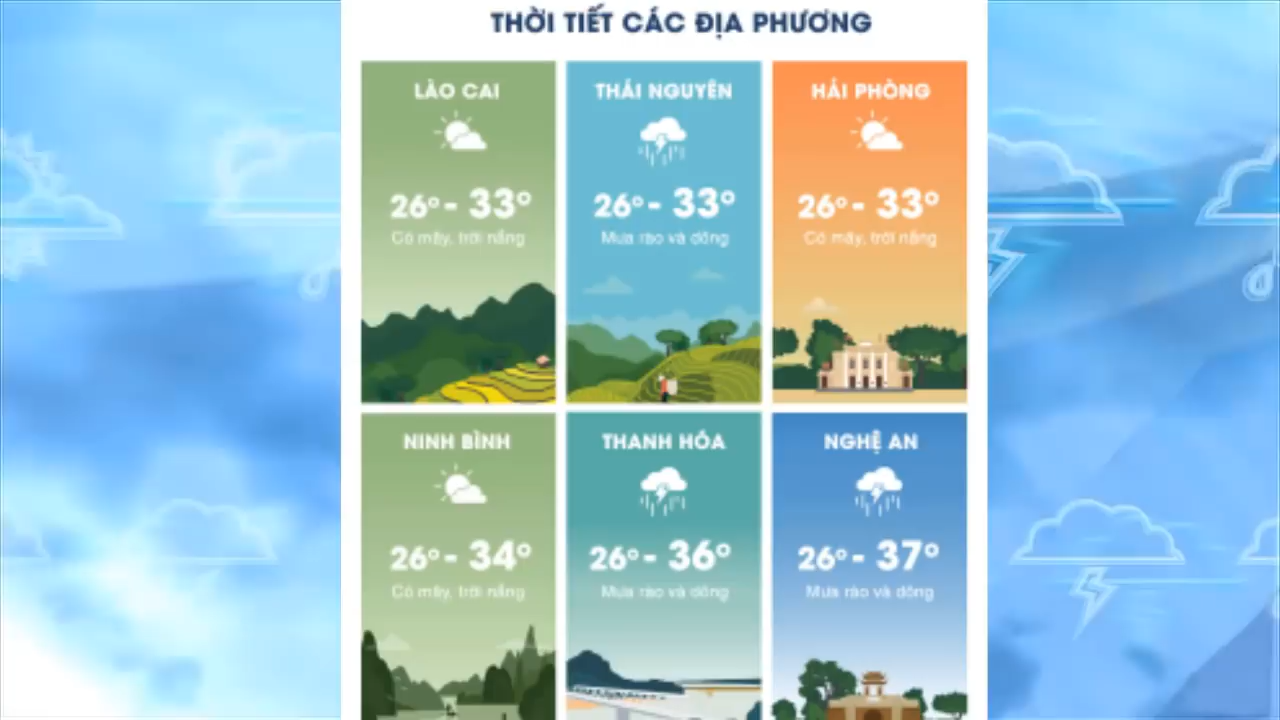 THỜI TIẾT CÁC ĐỊA PHƯƠNG
LÀO CAI
26° - 33°
Có mây, trời nắng
THÁI NGUYÊN
26° - 33°
Mưa rào và dông
HẢI PHÒNG
26° - 33°
Có mây, trời nắng
NINH BÌNH
26° - 34°
Có mây, trời nắng
THANH HÓA
26° - 36°
Mưa rào và dông
NGHỆ AN
26° - 37°
Mưa rào và dông